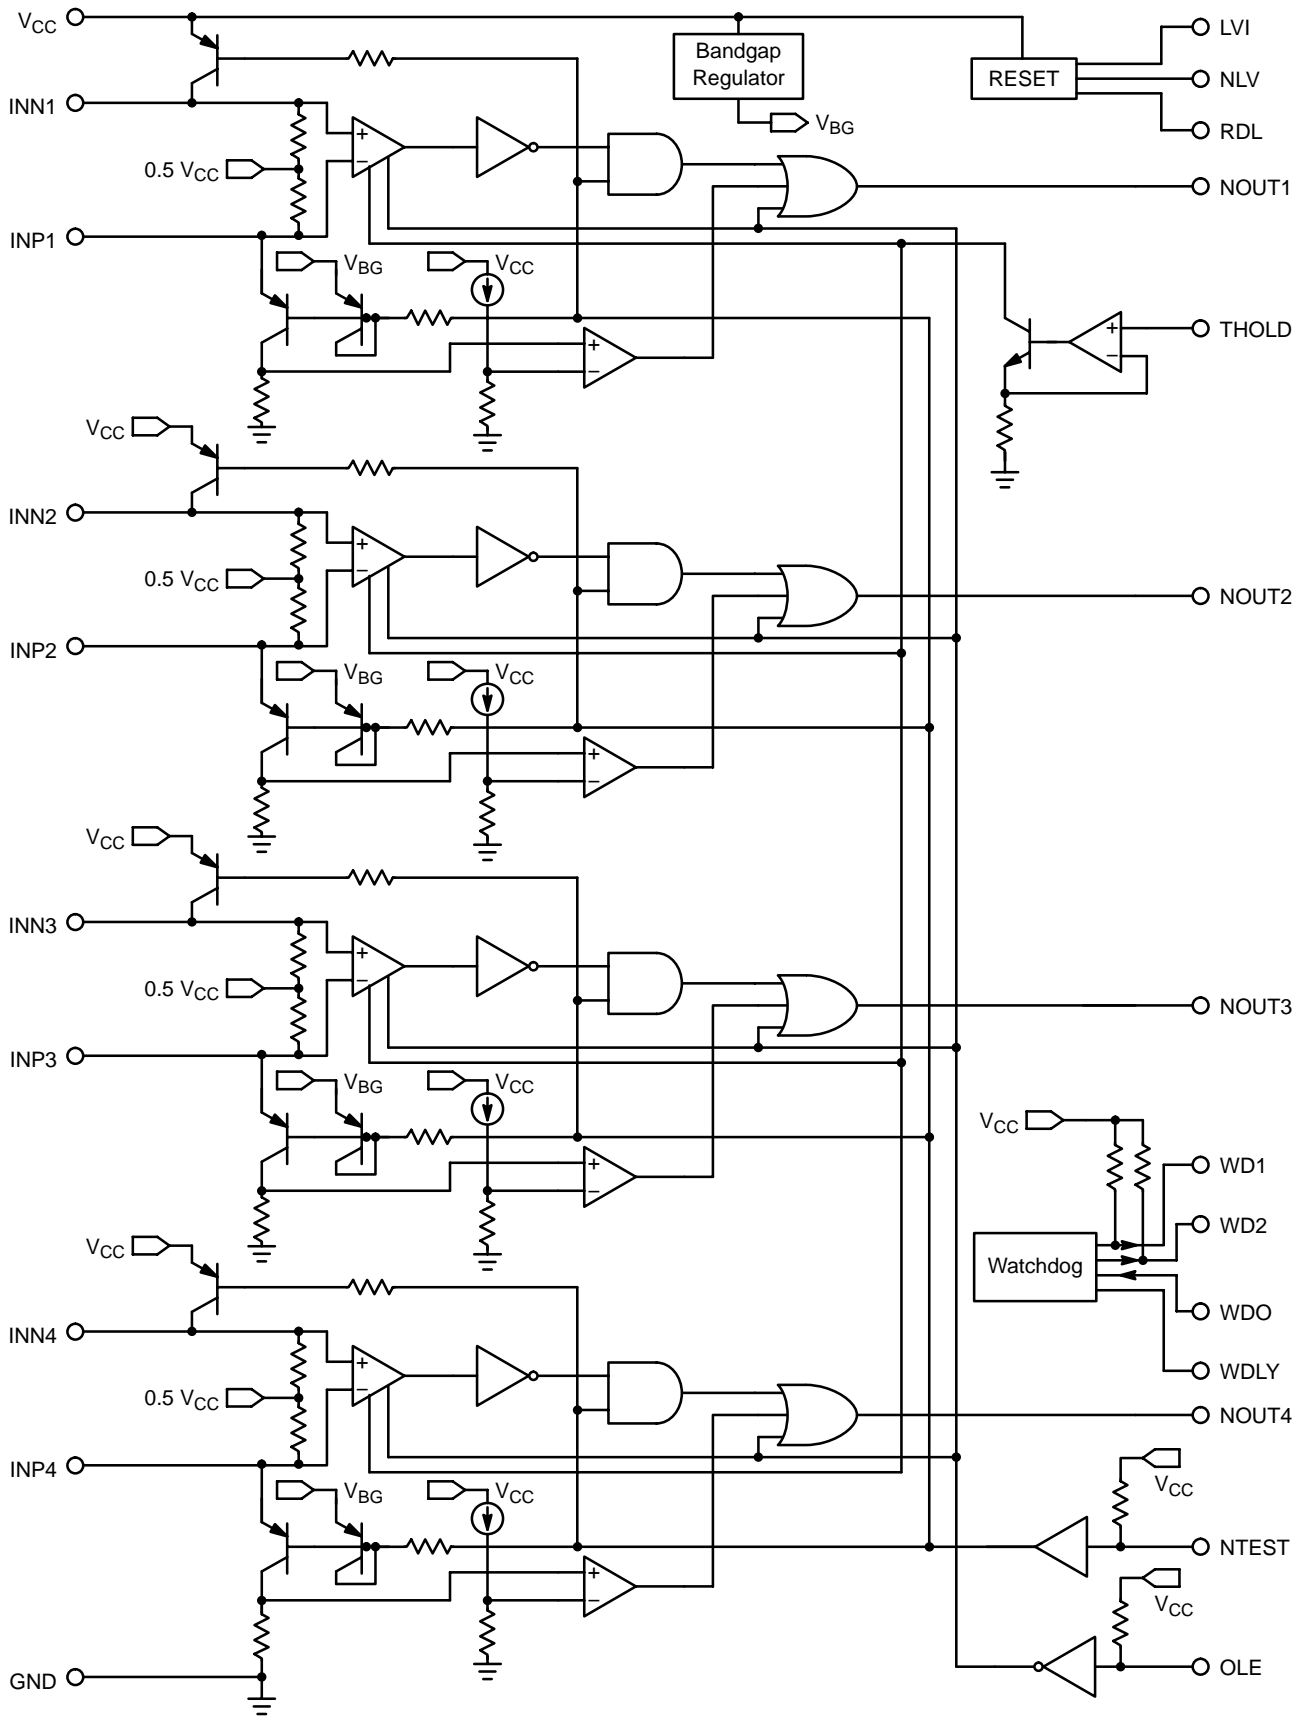 VCC
LVI
Bandgap
Regulator
RESET
NLV
INN1
+
VBG
RDL
−
0.5 VCC
NOUT1
INP1
VBG
VCC
+
THOLD
+
−
−
VCC
INN2
+
−
0.5 VCC
NOUT2
INP2
VBG
VCC
+
−
VCC
INN3
+
−
0.5 VCC
NOUT3
INP3
VBG
VCC
VCC
+
WD1
−
WD2
VCC
Watchdog
WDO
INN4
+
WDLY
−
0.5 VCC
NOUT4
INP4
VCC
VBG
VCC
NTEST
+
−
VCC
OLE
GND